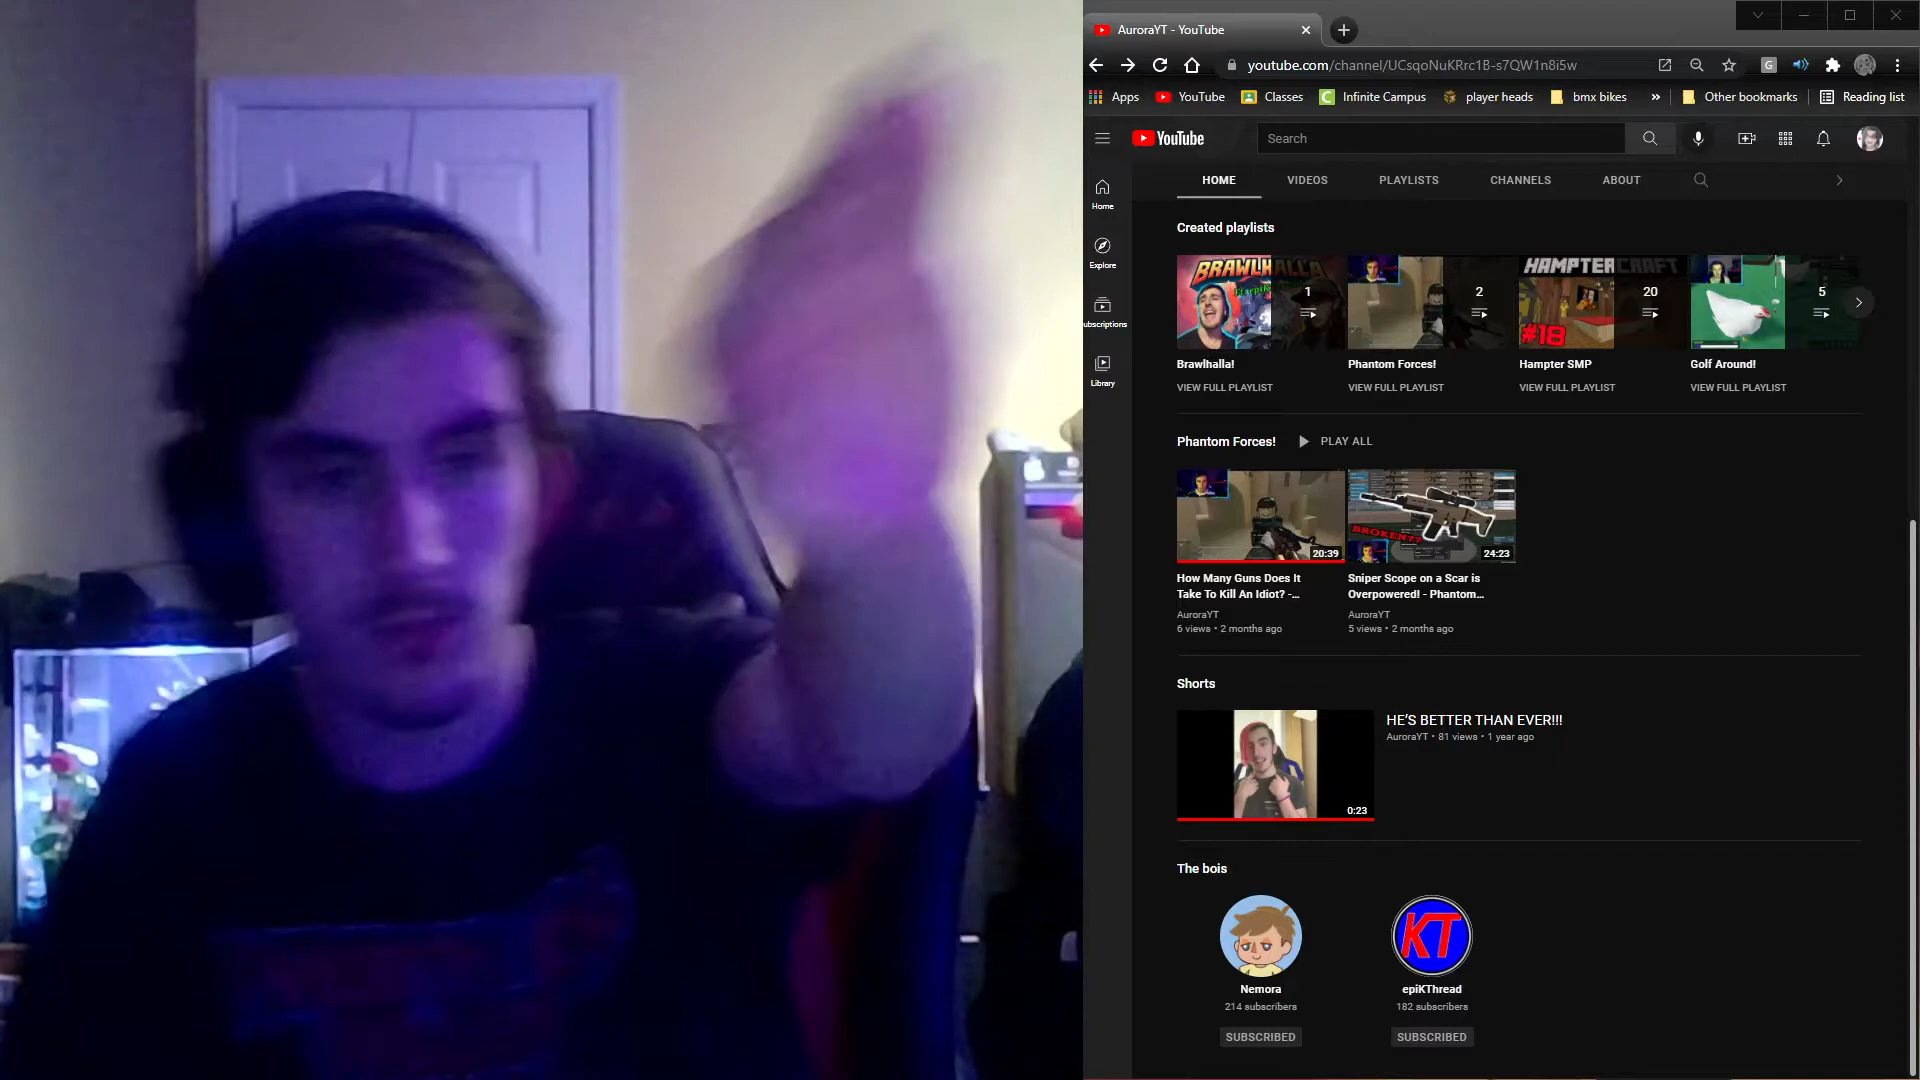 AuroraYT - YouTube
youtube.com/channel/UCsqoNuKRrc1B-s7QW1n8i5w
Apps YouTube Classes Infinite Campus player heads bmx bikes » Other bookmarks Reading list
YouTube Search
HOME VIDEOS PLAYLISTS CHANNELS ABOUT
Home
Explore
ubscriptions
Library
Created playlists
BRAWLHALLA
1
2
HAMPTERCRAFT
20
#18
5
Brawlhalla! Phantom Forces! Hampter SMP Golf Around!
VIEW FULL PLAYLIST VIEW FULL PLAYLIST VIEW FULL PLAYLIST VIEW FULL PLAYLIST
Phantom Forces! PLAY ALL
BROKEN??
20:39 24:23
How Many Guns Does It
Take To Kill An Idiot? -...
AuroraYT
6 views • 2 months ago
Sniper Scope on a Scar is
Overpowered! - Phantom...
AuroraYT
5 views • 2 months ago
Shorts
HE'S BETTER THAN EVER!!!
AuroraYT • 81 views • 1 year ago
0:23
The bois
KT
Nemora epiKThread
214 subscribers 182 subscribers
SUBSCRIBED SUBSCRIBED